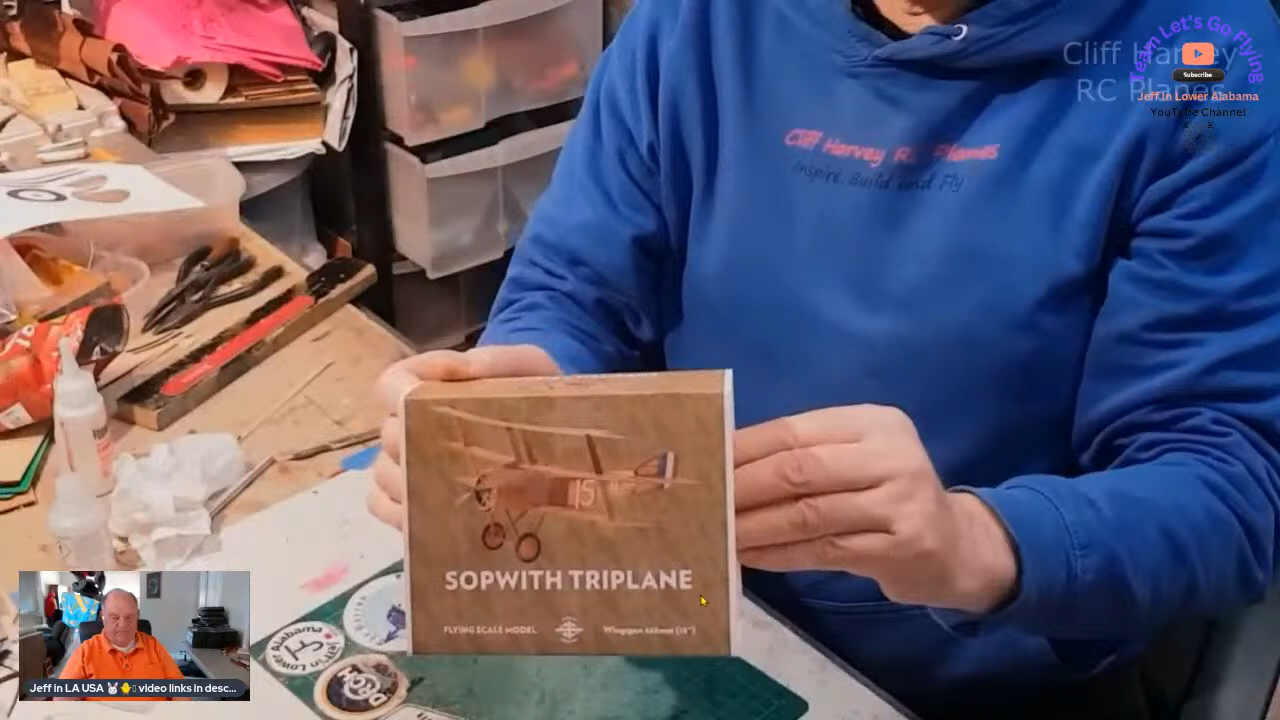 Cliff Harvey
RC Planes
Team Let's Go Flying
Subscribe
Jeff in Lower Alabama
YouTube Channel
Cliff Harvey RC Planes
Inspire, Build and Fly
15
SOPWITH TRIPLANE
FLYING SCALE MODEL
Wingspan
Jeff in Lower Alabama
DRCH
Jeff in LA USA 🐰🐥 video links in desc...